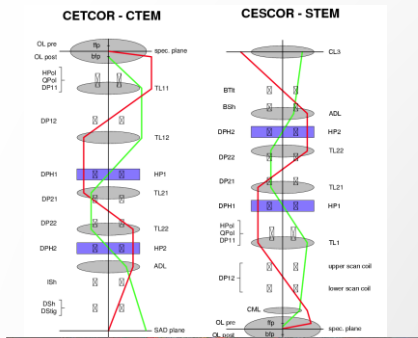 CETCOR - CTEM
OL pre
ffp
OL post
bfp
spec. plane
HPol
QPol
DP11
TL11
DP12
TL12
DPH1
HP1
TL21
DP21
DP22
TL22
DPH2
HP2
ADL
ISh
DSh
DStig
SAD plane
CESCOR - STEM
CL3
BTlt
BSh
ADL
DPH2
HP2
TL22
DP22
DP21
TL21
DPH1
HP1
HPol
QPol
DP11
TL1
upper scan coil
DP12
lower scan coil
CML
OL pre
ffp
spec. plane
OL post
bfp